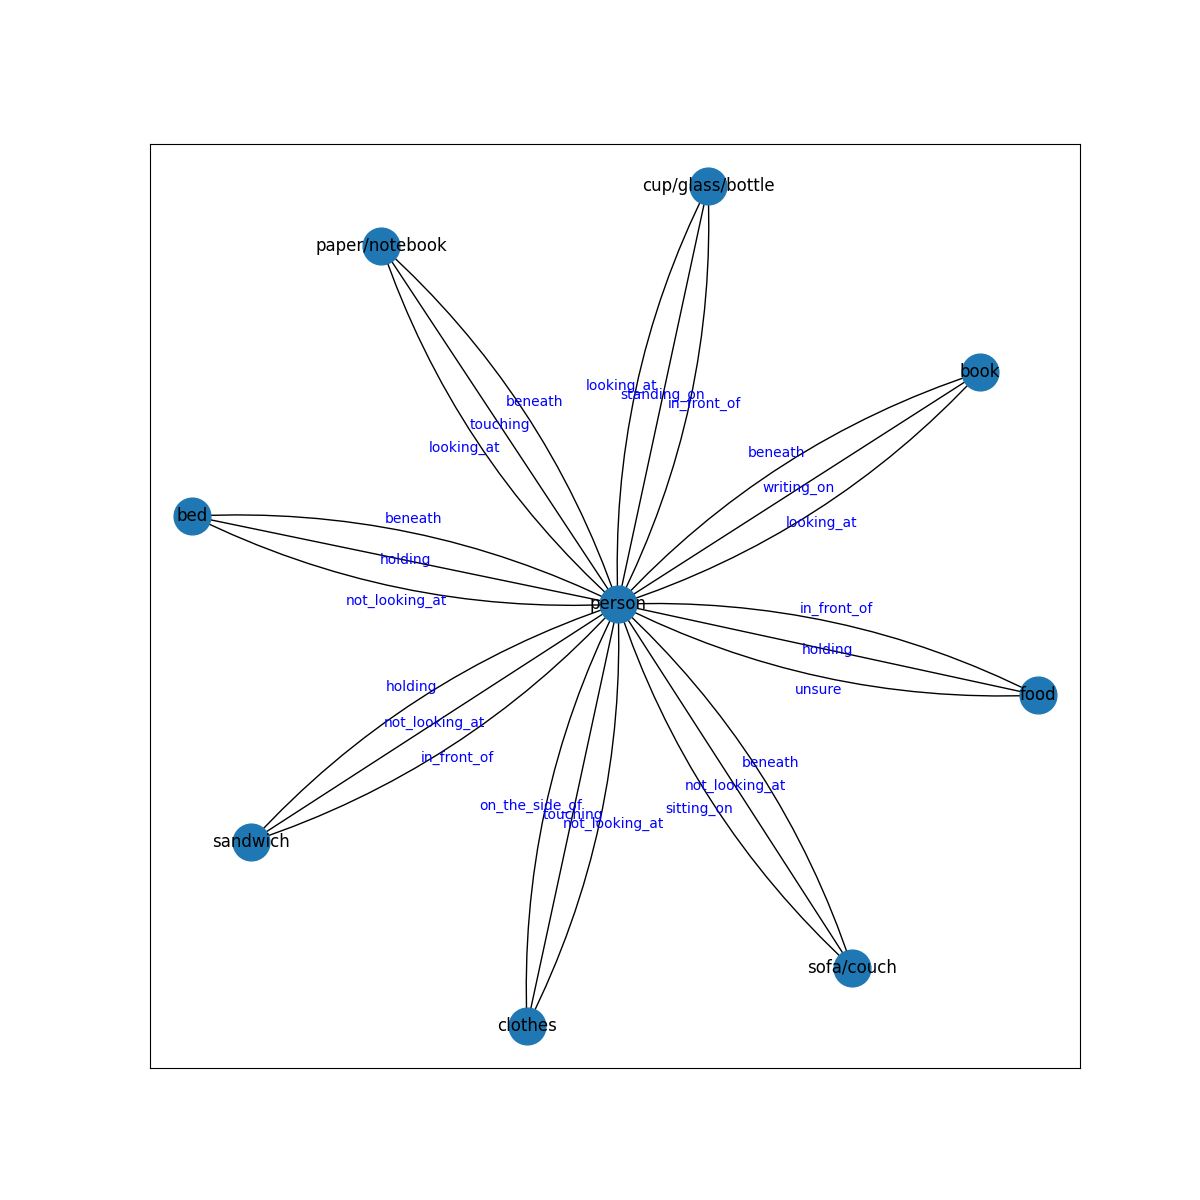 cup/glass/bottle
paper/notebook
book
looking_at
standing_on
in_front_of
beneath
touching
looking_at
beneath
writing_on
looking_at
bed
beneath
holding
not_looking_at
person
in_front_of
holding
unsure
food
holding
not_looking_at
in_front_of
beneath
not_looking_at
sitting_on
on_the_side_of
touching
not_looking_at
sandwich
sofa/couch
clothes